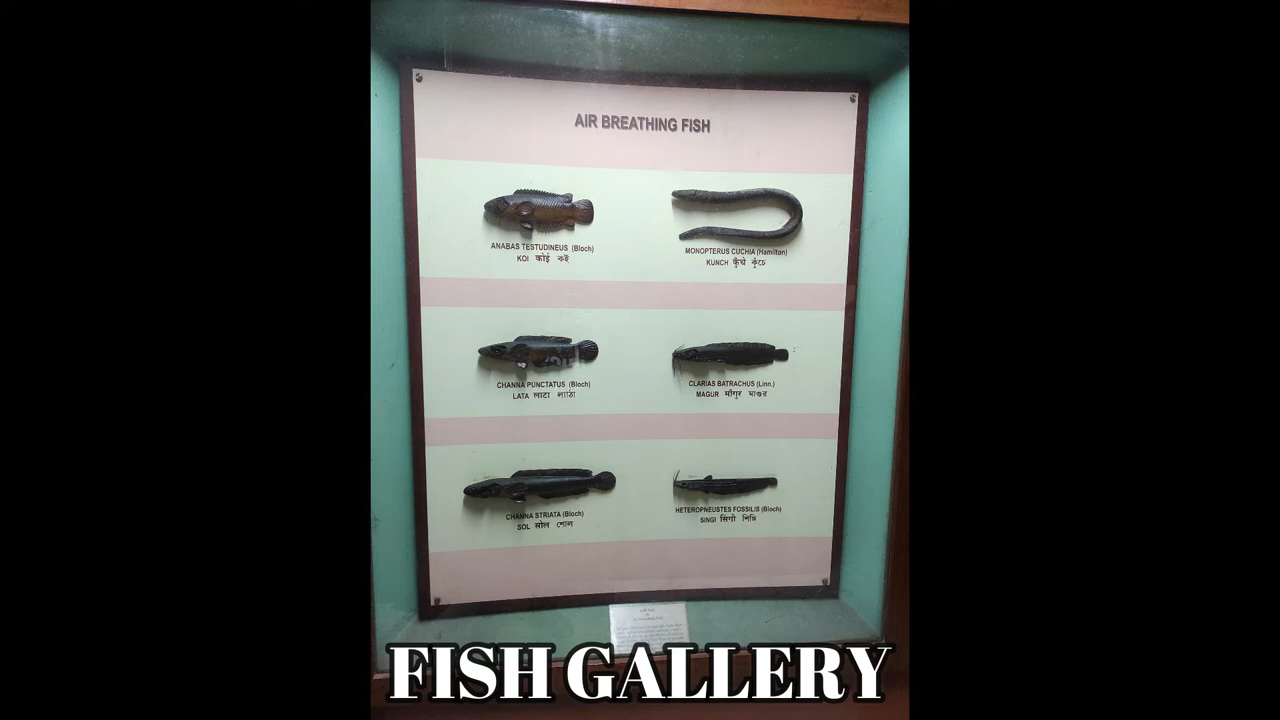 AIR BREATHING FISH
ANABAS TESTUDINEUS (Bloch)
KOI कोई কই
MONOPTERUS CUCHIA (Hamilton)
KUNCH कुँचे কুঁচে
CHANNA PUNCTATUS (Bloch)
LATA लाटा ল্যাঠা
CLARIAS BATRACHUS (Linn.)
MAGUR माँगुर মাগুর
CHANNA STRIATA (Bloch)
SOL सोल শোল
HETEROPNEUSTES FOSSILIS (Bloch)
SINGI सिंगी শিঙ্গি
FISH GALLERY